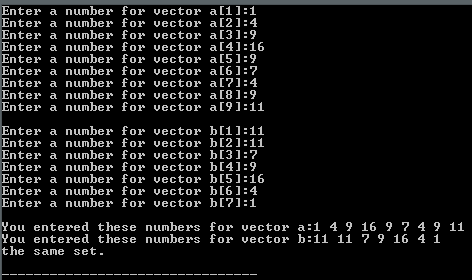 Enter a number for vector a[1]:1
Enter a number for vector a[2]:4
Enter a number for vector a[3]:9
Enter a number for vector a[4]:16
Enter a number for vector a[5]:9
Enter a number for vector a[6]:7
Enter a number for vector a[7]:4
Enter a number for vector a[8]:9
Enter a number for vector a[9]:11
Enter a number for vector b[1]:11
Enter a number for vector b[2]:11
Enter a number for vector b[3]:7
Enter a number for vector b[4]:9
Enter a number for vector b[5]:16
Enter a number for vector b[6]:4
Enter a number for vector b[7]:1
You entered these numbers for vector a:1 4 9 16 9 7 4 9 11
You entered these numbers for vector b:11 11 7 9 16 4 1
the same set.
--------------------------------